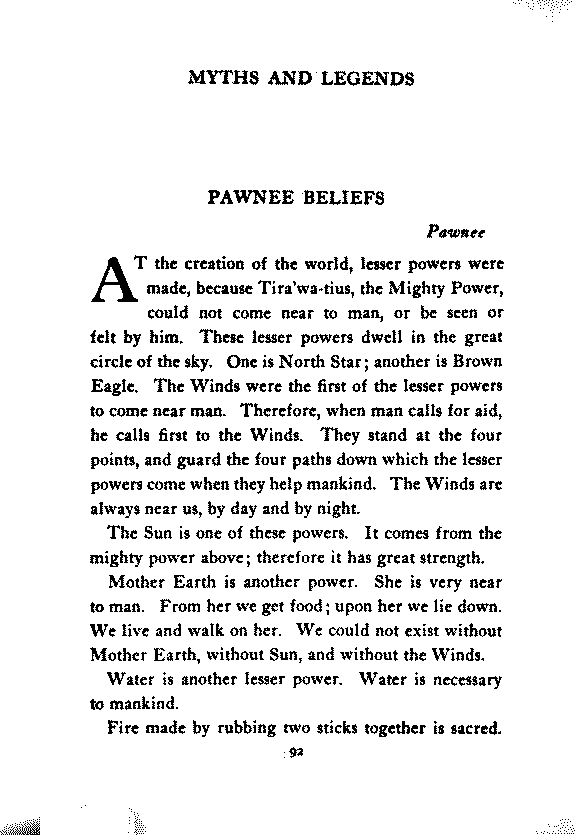 MYTHS AND LEGENDS
PAWNEE BELIEFS
Pawnee
AT the creation of the world, lesser powers were
made, because Tira'wa-tius, the Mighty Power,
could not come near to man, or be seen or
felt by him. These lesser powers dwell in the great
circle of the sky. One is North Star; another is Brown
Eagle. The Winds were the first of the lesser powers
to come near man. Therefore, when man calls for aid,
he calls first to the Winds. They stand at the four
points, and guard the four paths down which the lesser
powers come when they help mankind. The Winds are
always near us, by day and by night.
The Sun is one of these powers. It comes from the
mighty power above; therefore it has great strength.
Mother Earth is another power. She is very near
to man. From her we get food; upon her we lie down.
We live and walk on her. We could not exist without
Mother Earth, without Sun, and without the Winds.
Water is another lesser power. Water is necessary
to mankind.
Fire made by rubbing two sticks together is sacred.
92